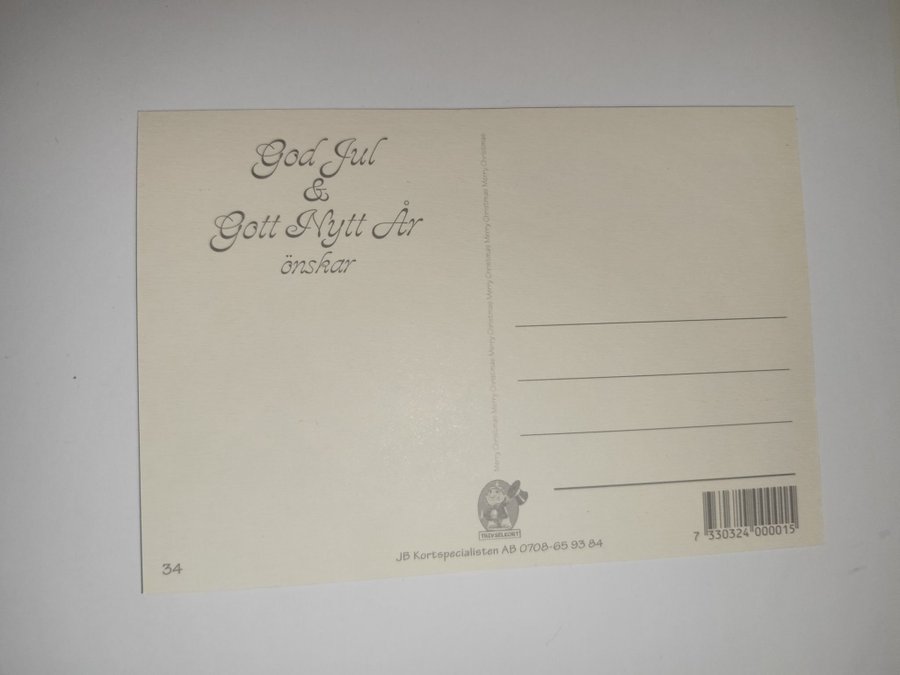 God Jul
&
Gott Nytt År
önskar
Merry Christmas Merry Christmas Merry Christmas Merry Christmas Merry Christmas Merry Christmas
TREVSELKORT
JB Kortspecialisten AB 0708-65 93 84
34
7 330324 000015